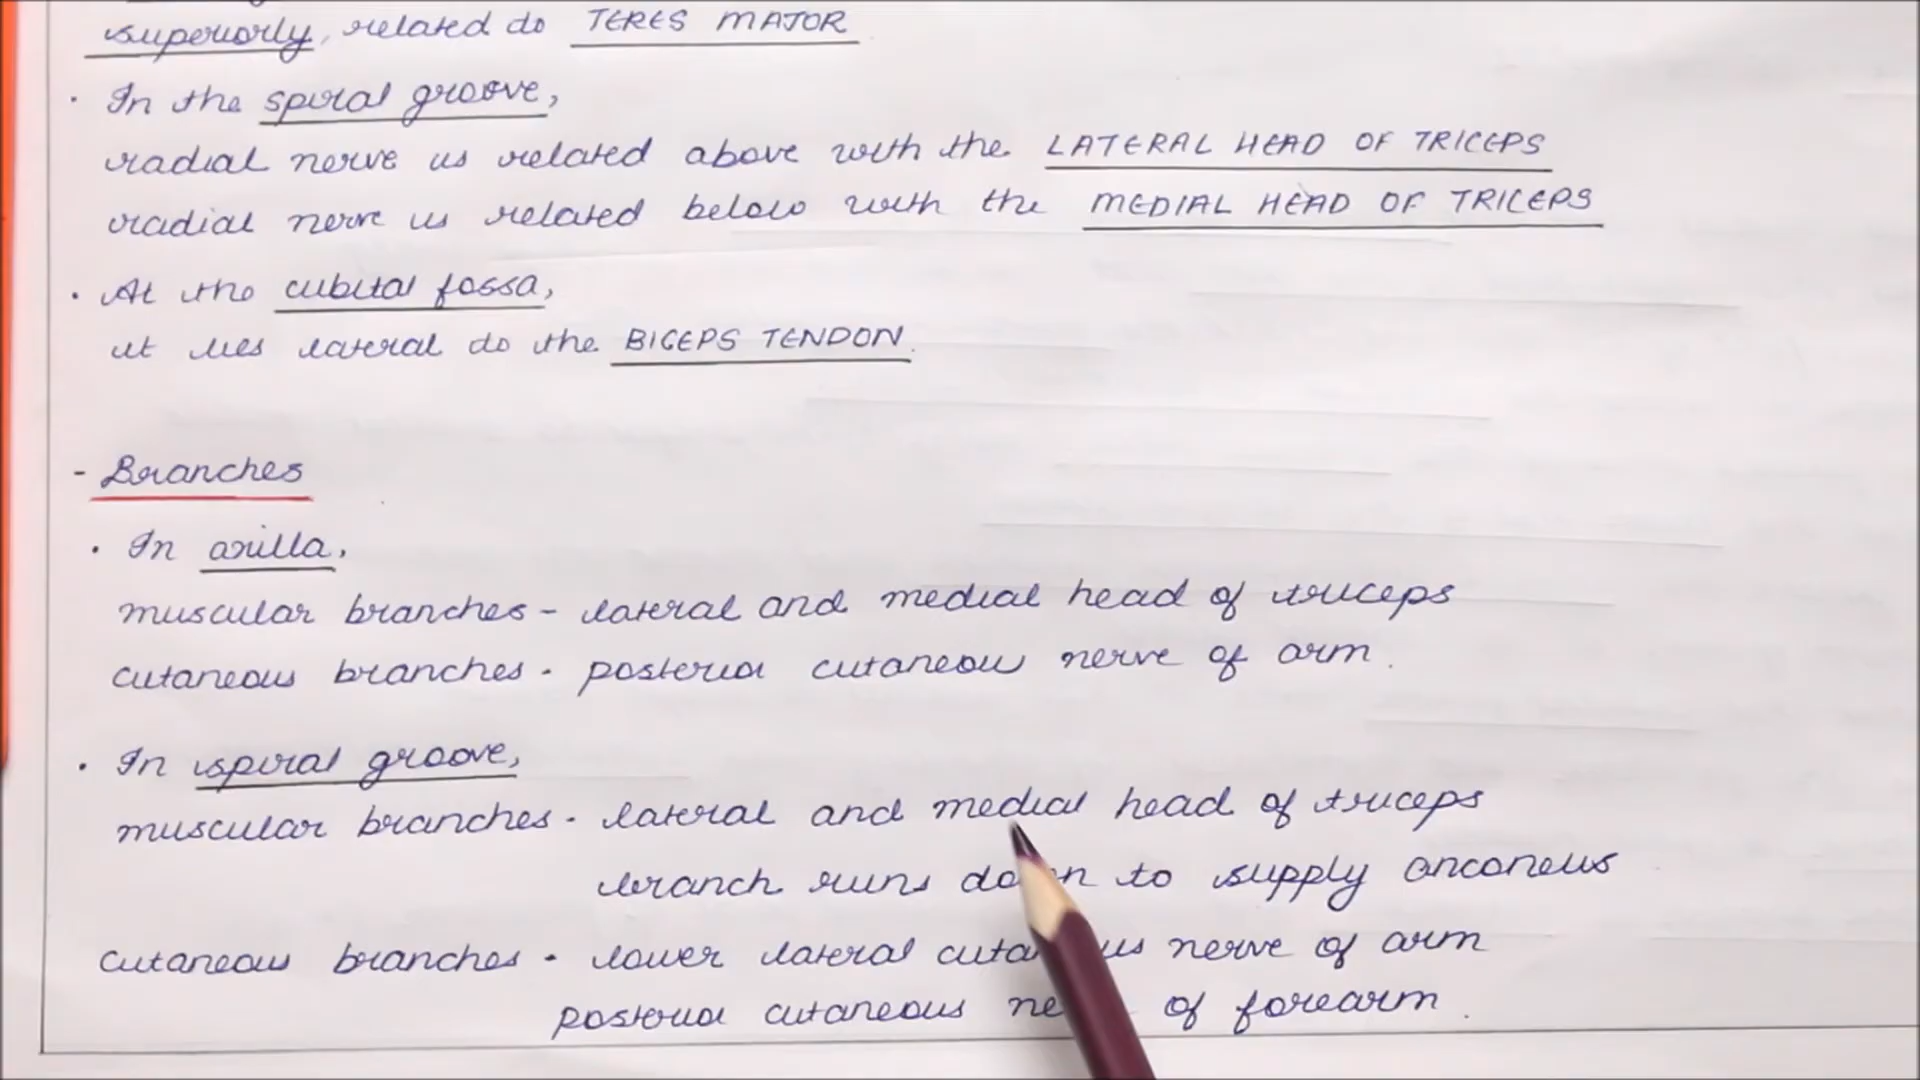 superiorly, related to TERES MAJOR
· In the spiral groove,
radial nerve is related above with the LATERAL HEAD OF TRICEPS
radial nerve is related below with the MEDIAL HEAD OF TRICEPS
· At the cubital fossa,
it lies lateral to the BICEPS TENDON.
- Branches
· In axilla,
muscular branches - lateral and medial head of triceps
cutaneous branches - posterior cutaneous nerve of arm.
· In spiral groove,
muscular branches - lateral and medial head of triceps
branch runs down to supply anconeus
cutaneous branches - lower lateral cutaneous nerve of arm
posterior cutaneous ne of forearm.